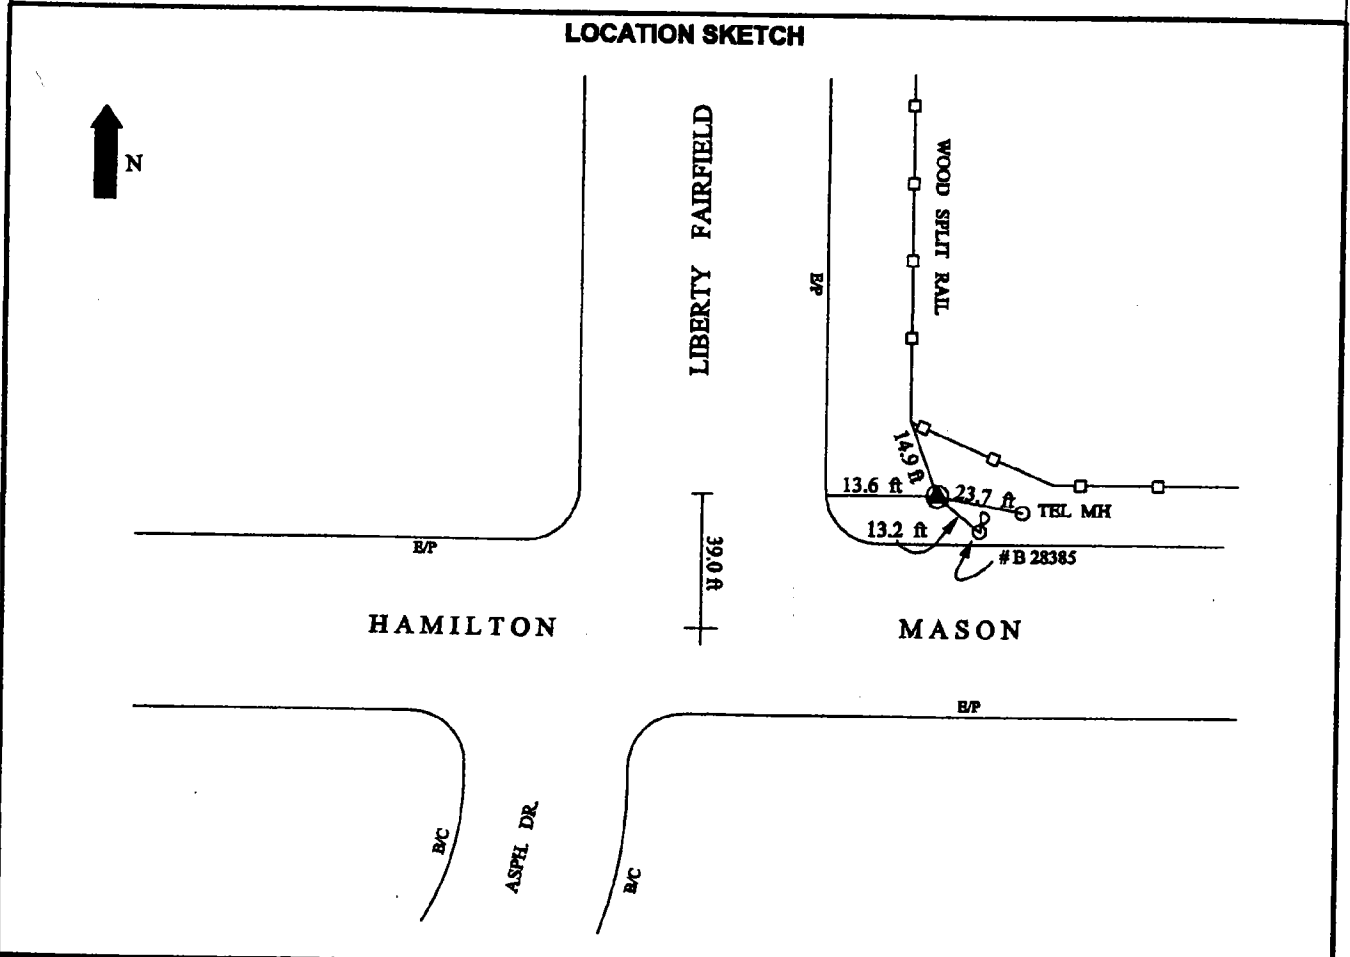 LOCATION SKETCH
N
LIBERTY FAIRFIELD
WOOD SPLIT RAIL
E/P
14.9 ft
13.6 ft
23.7 ft
TEL MH
13.2 ft
# B 28385
E/P
39.0 ft
HAMILTON
MASON
E/P
B/C
ASPH. DR.
B/C